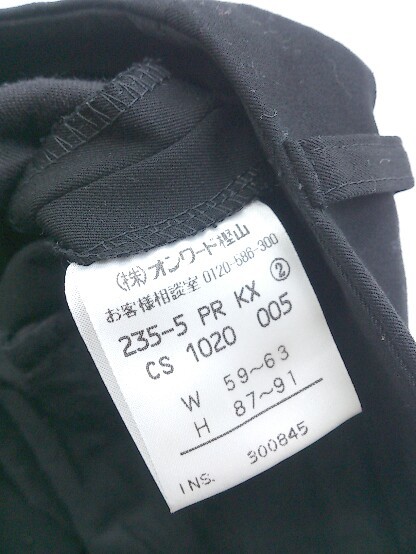 (株)オンワード樫山
お客様相談室 0120-586-300
235-5 PR KX ②
CS 1020 005
W 59~63
H 87~91
INS. 300845